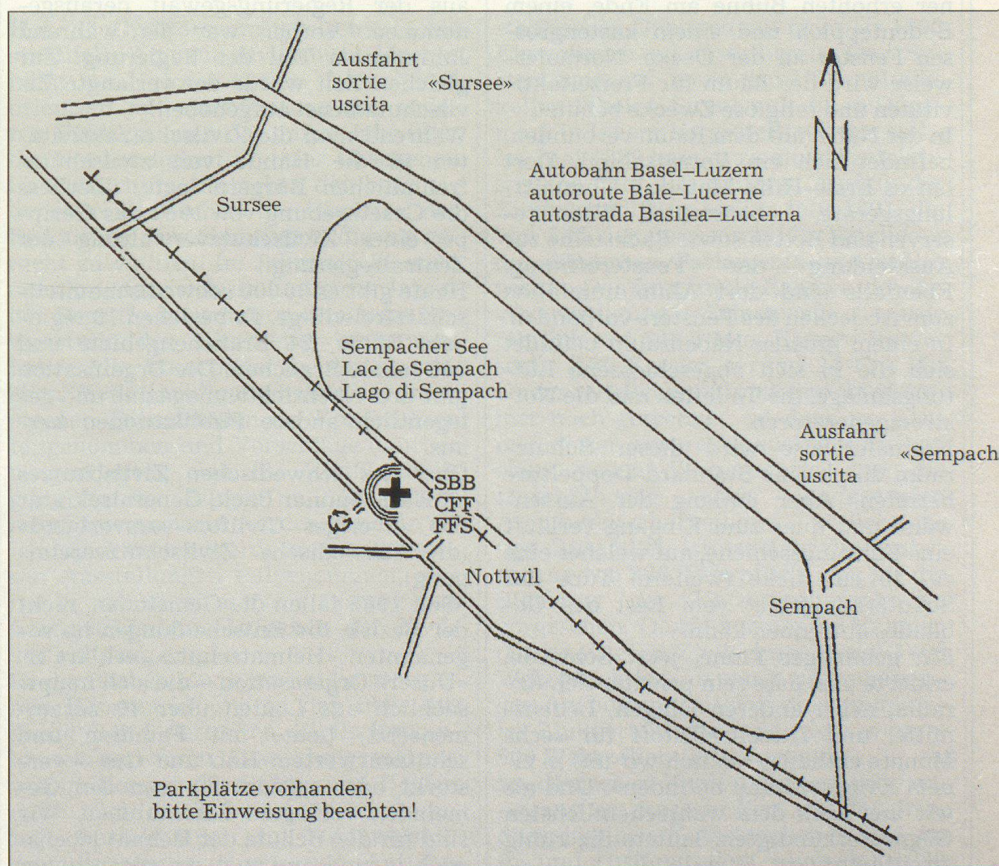 Ausfahrt
sortie «Sursee»
uscita
N
Autobahn Basel–Luzern
autoroute Bâle–Lucerne
autostrada Basilea–Lucerna
Sursee
Sempacher See
Lac de Sempach
Lago di Sempach
Ausfahrt
sortie «Sempach
uscita
SBB
CFF
FFS
Nottwil
Sempach
Parkplätze vorhanden,
bitte Einweisung beachten!